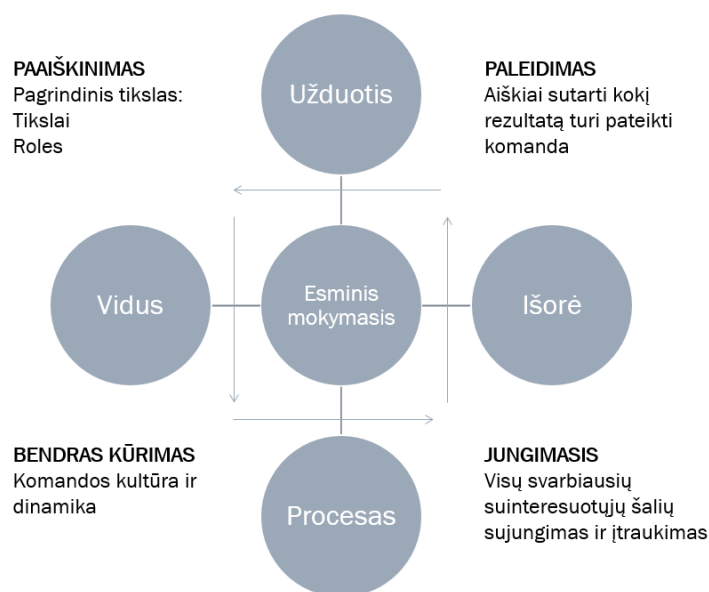 PAAIŠKINIMAS
Pagrindinis tikslas:
Tikslai
Roles
Užduotis
PALEIDIMAS
Aiškiai sutarti kokį
rezultatą turi pateikti
komanda
Vidus
Esminis
mokymasis
Išorė
BENDRAS KŪRIMAS
Komandos kultūra ir
dinamika
Procesas
JUNGIMASIS
Visų svarbiausių
suinteresuotųjų šalių
sujungimas ir įtraukimas